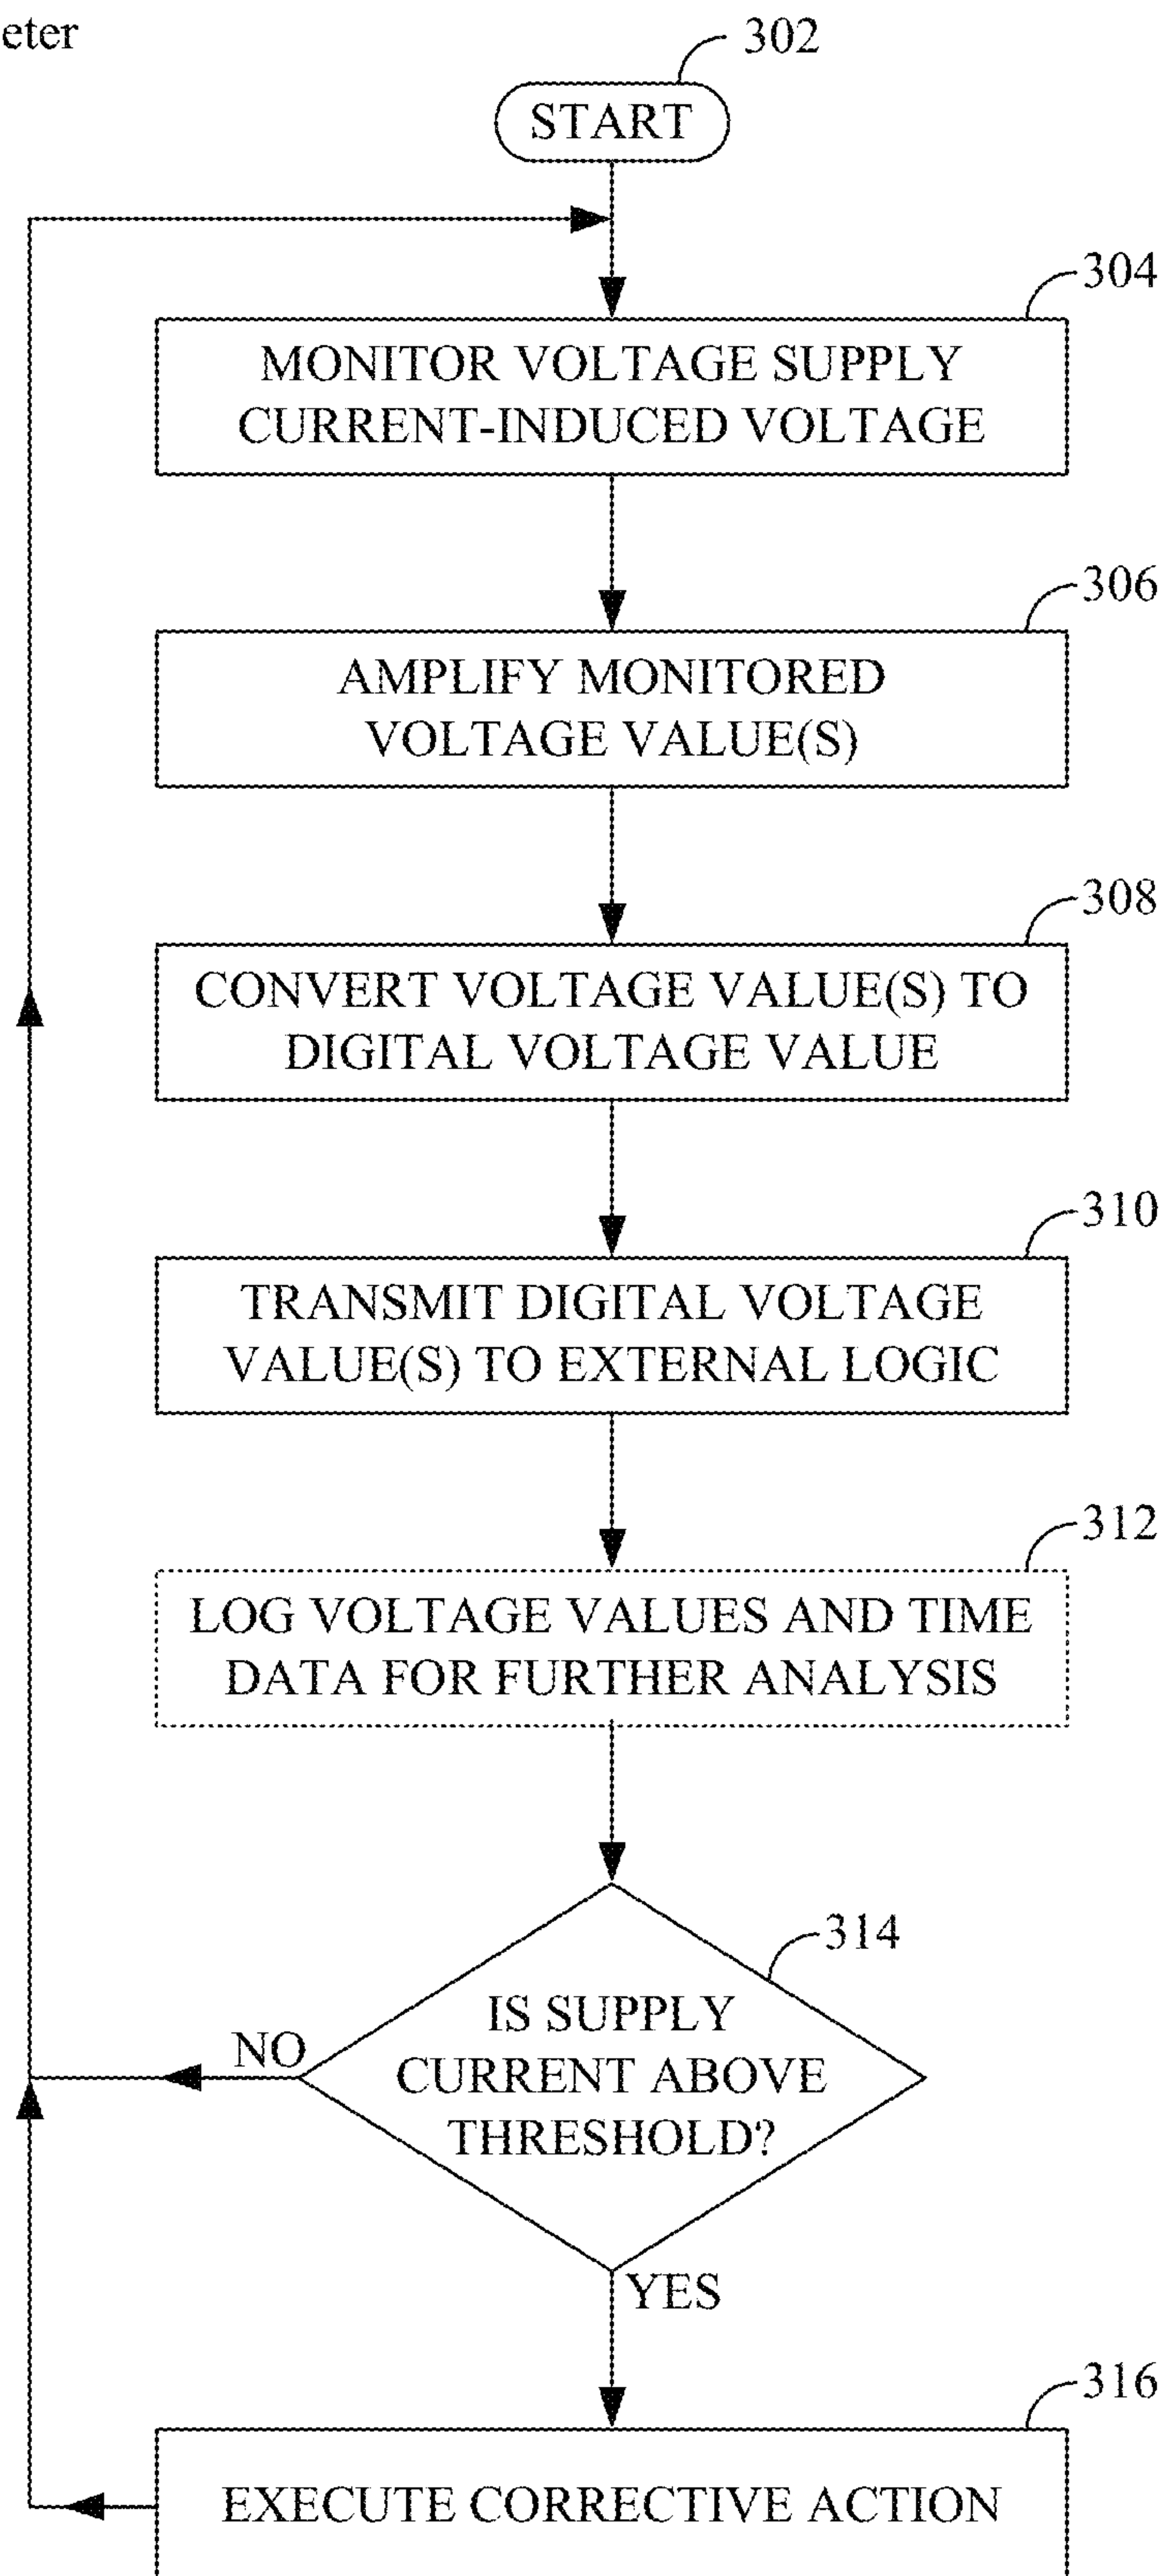 eter
302
START
304
MONITOR VOLTAGE SUPPLY
CURRENT-INDUCED VOLTAGE
306
AMPLIFY MONITORED
VOLTAGE VALUE(S)
308
CONVERT VOLTAGE VALUE(S) TO
DIGITAL VOLTAGE VALUE
310
TRANSMIT DIGITAL VOLTAGE
VALUE(S) TO EXTERNAL LOGIC
312
LOG VOLTAGE VALUES AND TIME
DATA FOR FURTHER ANALYSIS
314
IS SUPPLY
CURRENT ABOVE
THRESHOLD?
NO
YES
316
EXECUTE CORRECTIVE ACTION